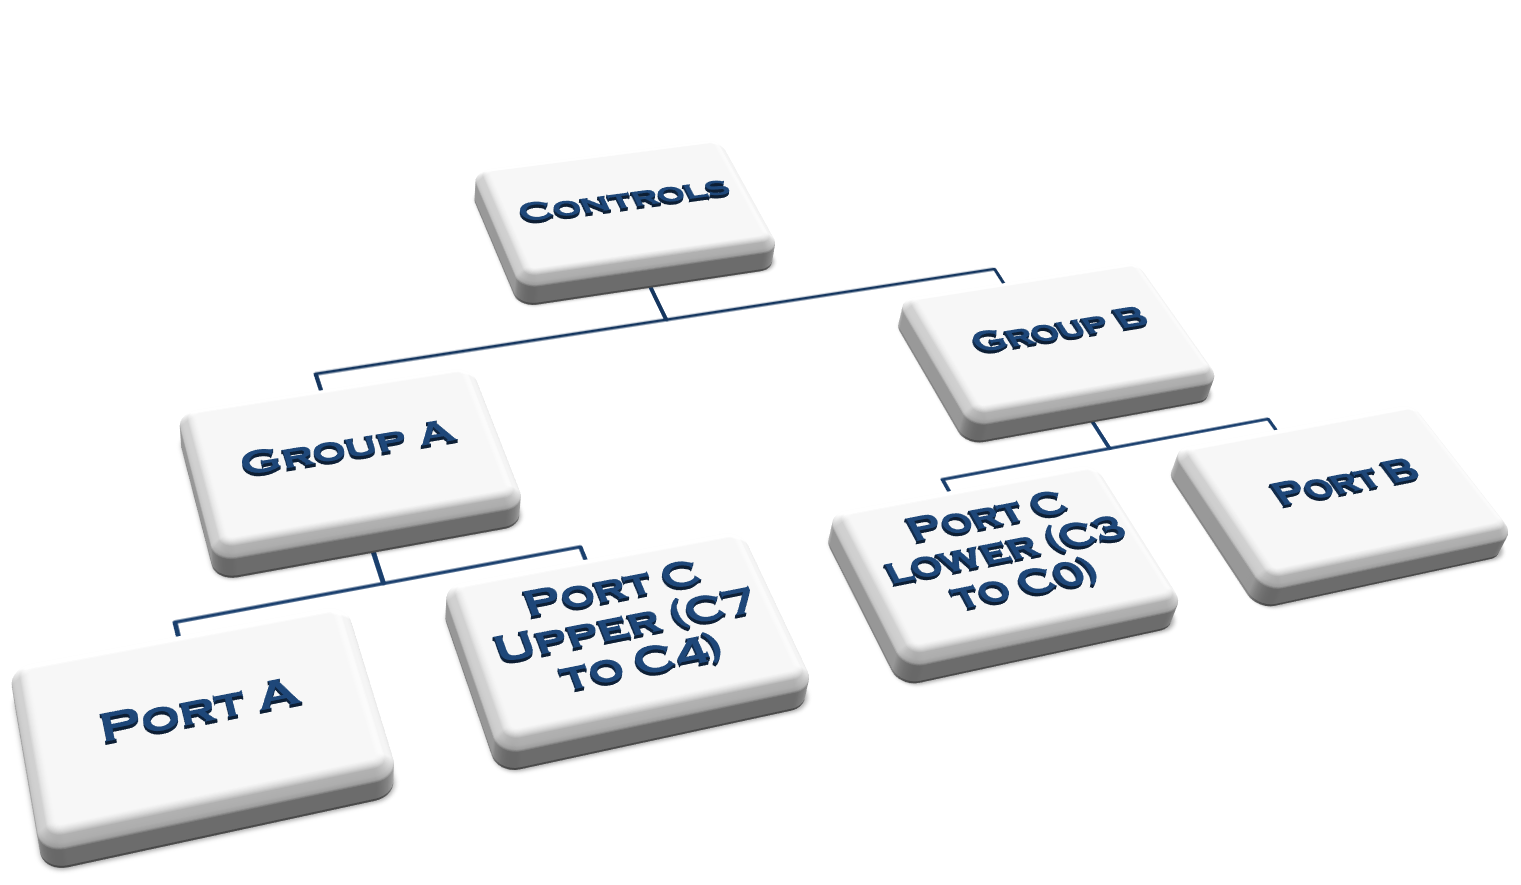 Controls
Group B
Group A
Port B
Port C
lower (C3
to C0)
Port C
Upper (C7
to C4)
Port A